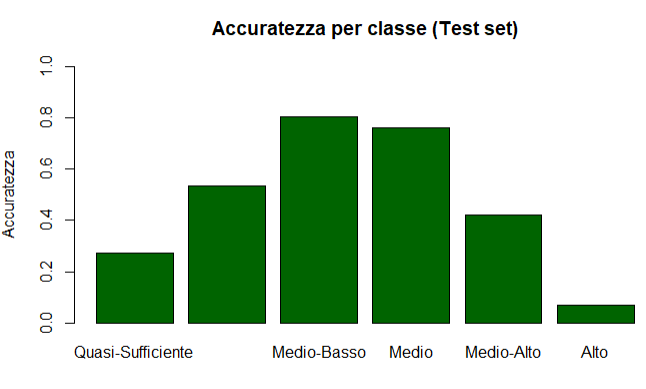 Accuratezza per classe (Test set)
Accuratezza
1.0
0.8
0.6
0.4
0.2
0.0
Quasi-Sufficiente Medio-Basso Medio Medio-Alto Alto